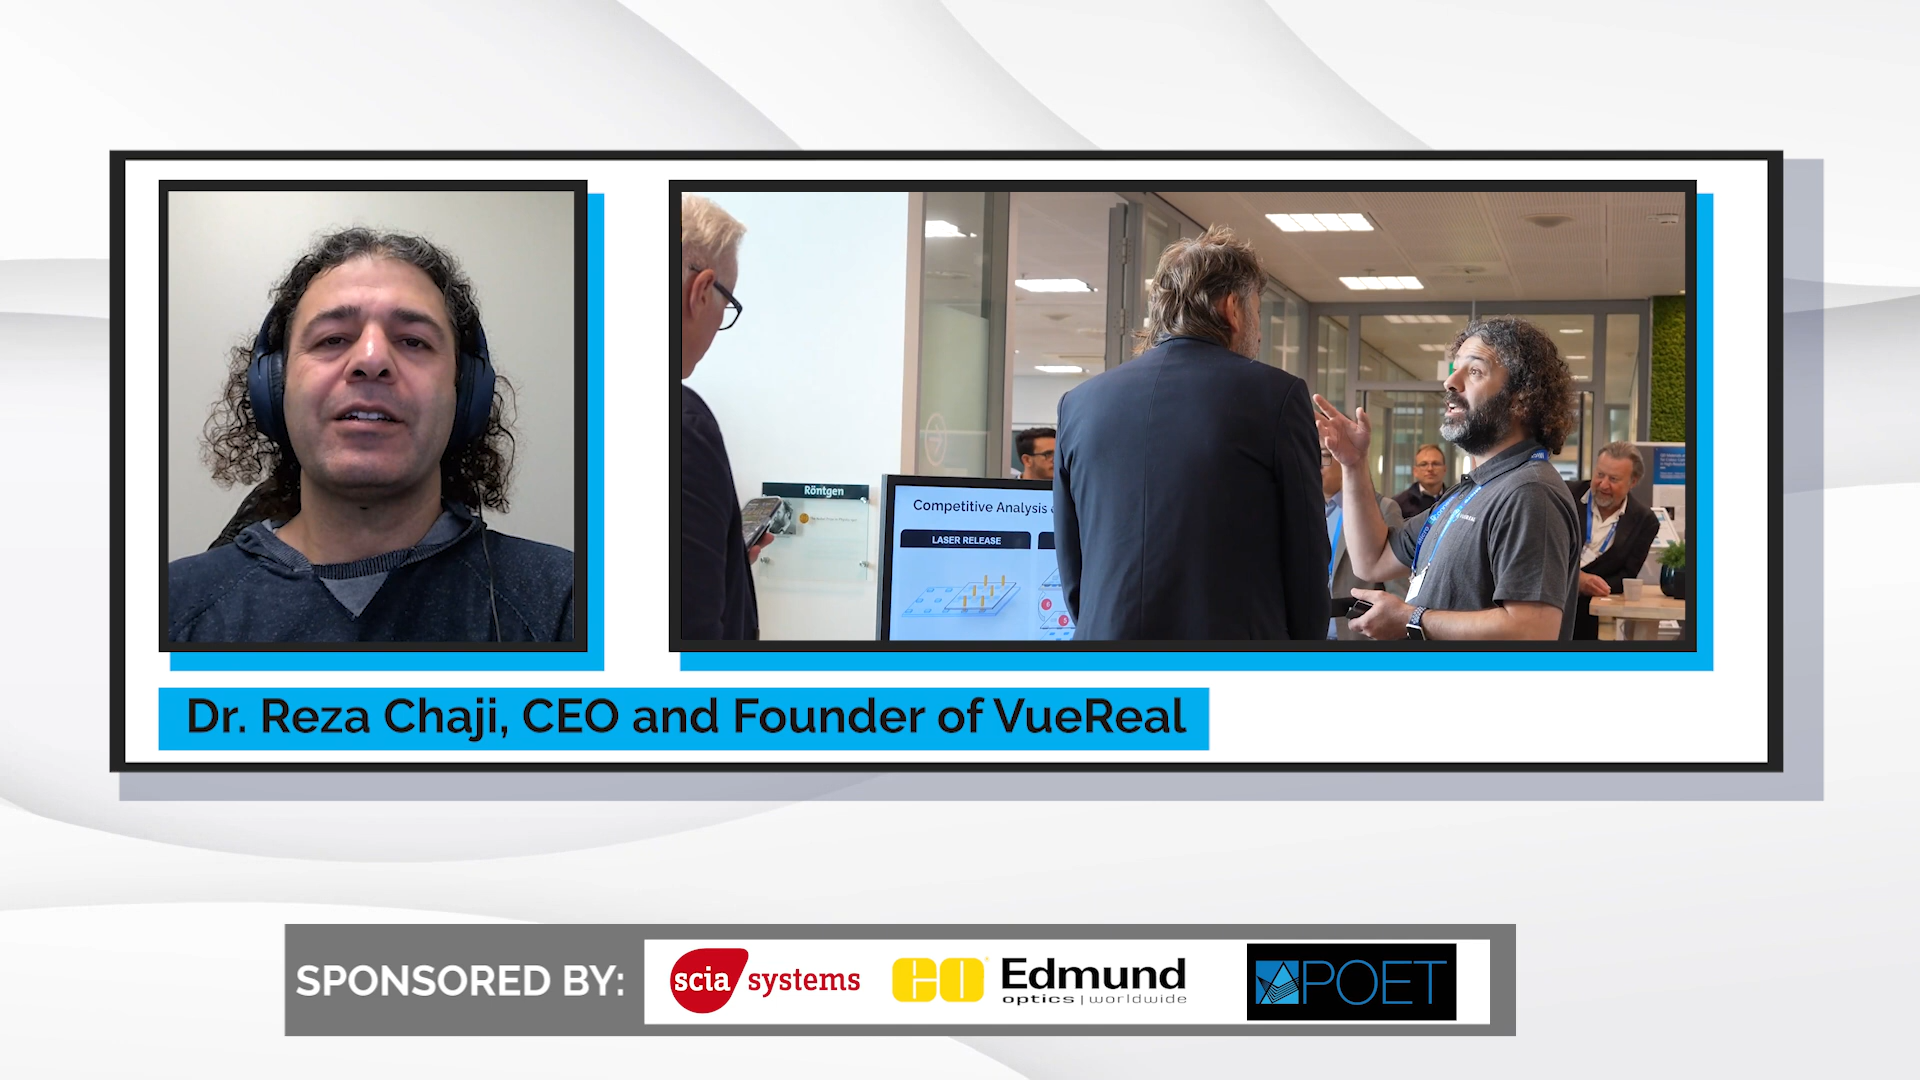 Röntgen
Competitive Analysis
LASER RELEASE
Dr. Reza Chaji, CEO and Founder of VueReal
SPONSORED BY:
scia systems
EO Edmund
optics | worldwide
POET